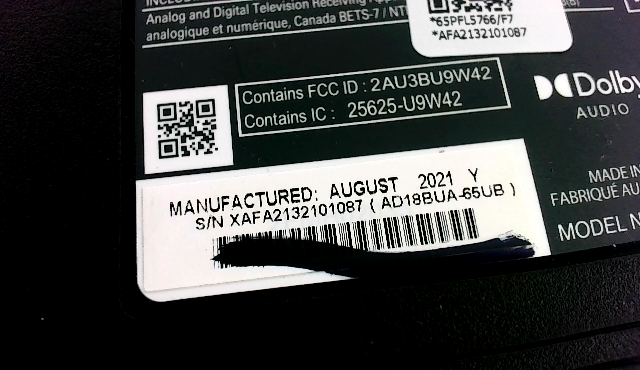 Analog and Digital Television Receiving
analogique et numérique, Canada BETS-7 / NT
*65PFL5766/F7
*AFA2132101087
Contains FCC ID : 2AU3BU9W42
Contains IC : 25625-U9W42
Dolby
AUDIO
MANUFACTURED: AUGUST 2021 Y
S/N XAFA2132101087 ( AD18BUA-65UB )
MADE IN
FABRIQUÉ AU
MODEL N